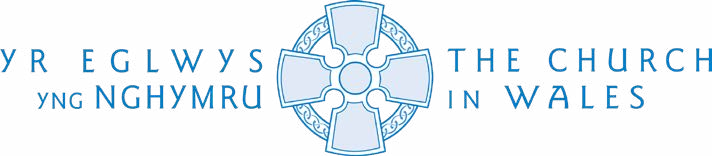 YR EGLWYS
YNG NGHYMRU
THE CHURCH
IN WALES